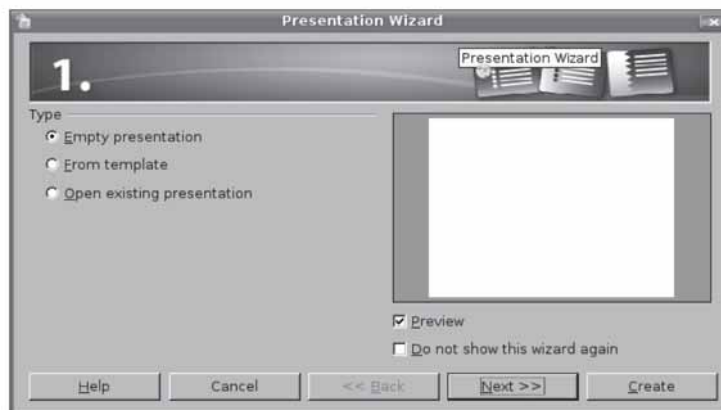 Presentation Wizard
1.
Presentation Wizard
Type
Empty presentation
From template
Open existing presentation
Preview
Do not show this wizard again
Help
Cancel
<< Back
Next >>
Create